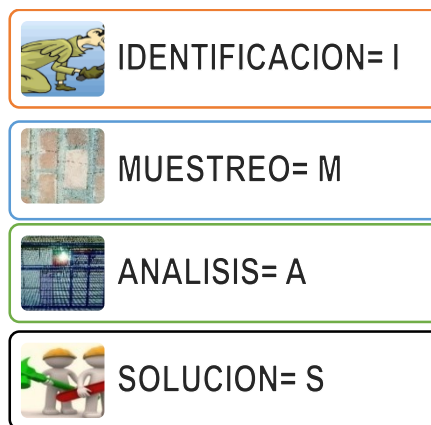 IDENTIFICACION= I
MUESTREO= M
ANALISIS= A
SOLUCION= S